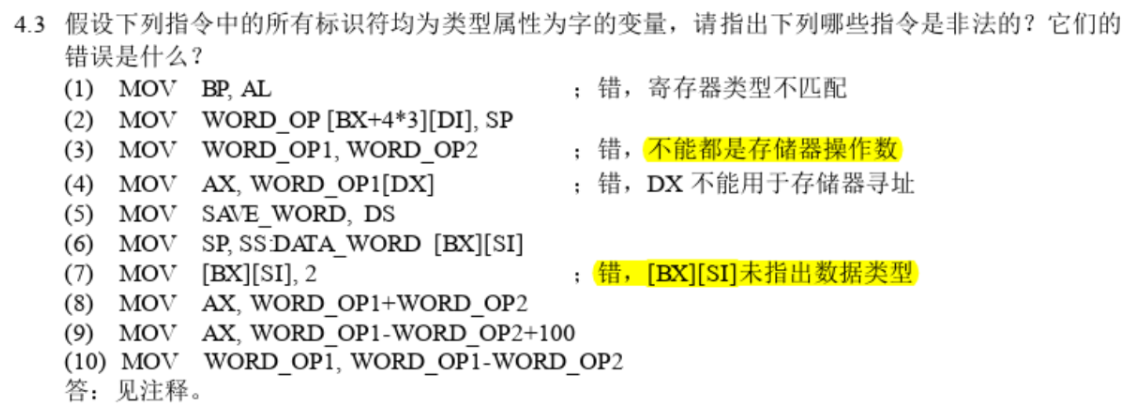 4.3 假设下列指令中的所有标识符均为类型属性为字的变量，请指出下列哪些指令是非法的？它们的
错误是什么？
(1) MOV BP, AL ；错，寄存器类型不匹配
(2) MOV WORD_OP [BX+4*3][DI], SP
(3) MOV WORD_OP1, WORD_OP2 ；错，不能都是存储器操作数
(4) MOV AX, WORD_OP1[DX] ；错，DX 不能用于存储器寻址
(5) MOV SAVE_WORD, DS
(6) MOV SP, SS:DATA_WORD [BX][SI]
(7) MOV [BX][SI], 2 ；错，[BX][SI]未指出数据类型
(8) MOV AX, WORD_OP1+WORD_OP2
(9) MOV AX, WORD_OP1-WORD_OP2+100
(10) MOV WORD_OP1, WORD_OP1-WORD_OP2
答：见注释。